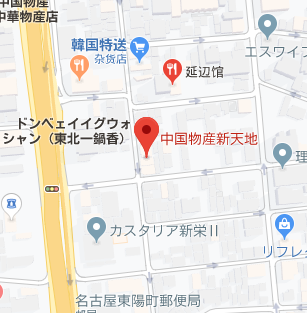 中国物産
中華物産店
韓国特送
杂货店
エスワイフ
延辺馆
ドンベェイイグウォ
シャン（東北一鍋香）
中国物産新天地
理
カスタリア新栄Ⅱ
リフレ
名古屋東陽町郵便局